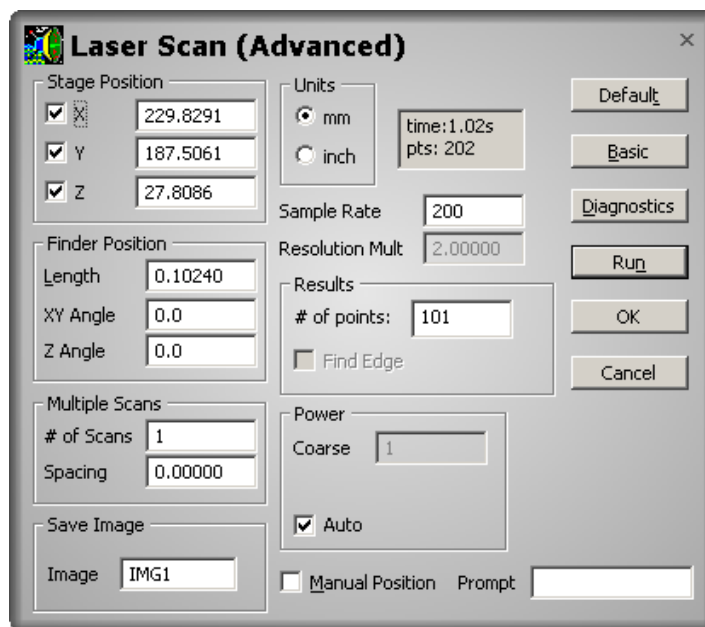 Laser Scan (Advanced)
Stage Position
X 229.8291
Y 187.5061
Z 27.8086
Finder Position
Length 0.10240
XY Angle 0.0
Z Angle 0.0
Multiple Scans
# of Scans 1
Spacing 0.00000
Save Image
Image IMG1
Units
mm
inch
time:1.02s
pts: 202
Sample Rate 200
Resolution Mult 2.00000
Results
# of points: 101
Find Edge
Power
Coarse 1
Auto
Manual Position Prompt
Default
Basic
Diagnostics
Run
OK
Cancel